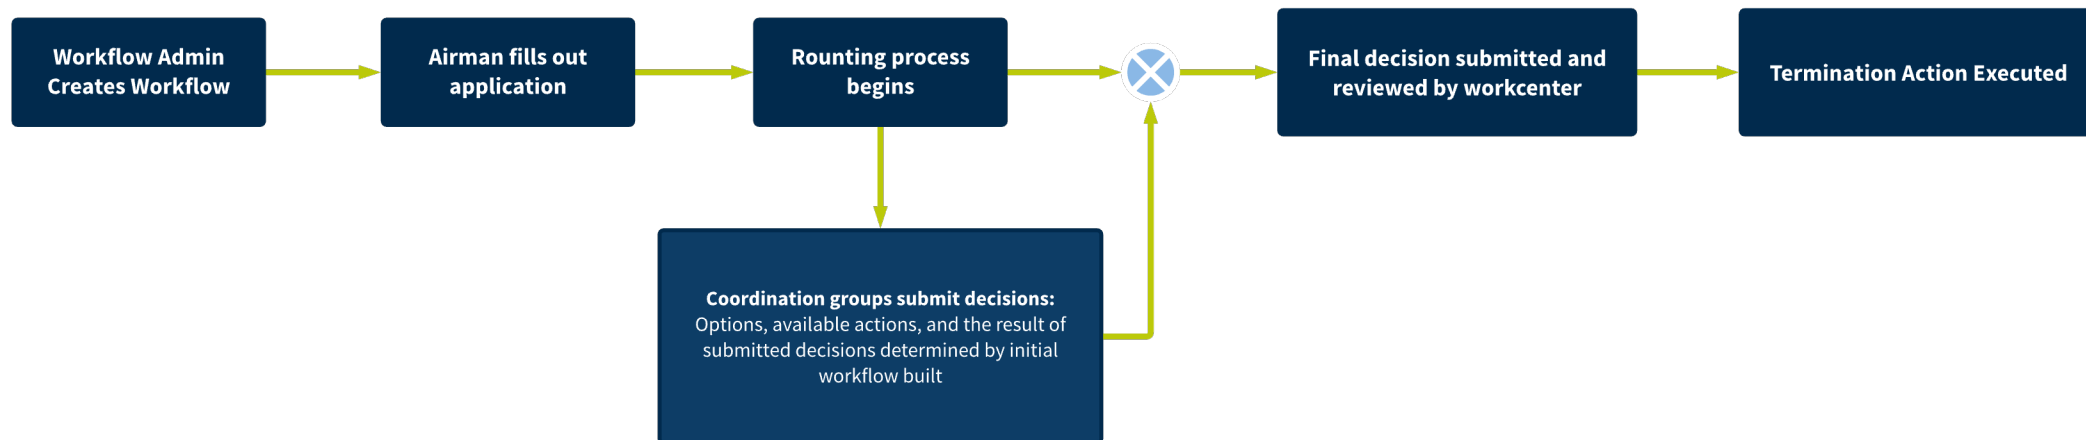 Workflow Admin
Creates Workflow
Airman fills out
application
Rounting process
begins
Final decision submitted and
reviewed by workcenter
Termination Action Executed
Coordination groups submit decisions:
Options, available actions, and the result of
submitted decisions determined by initial
workflow built